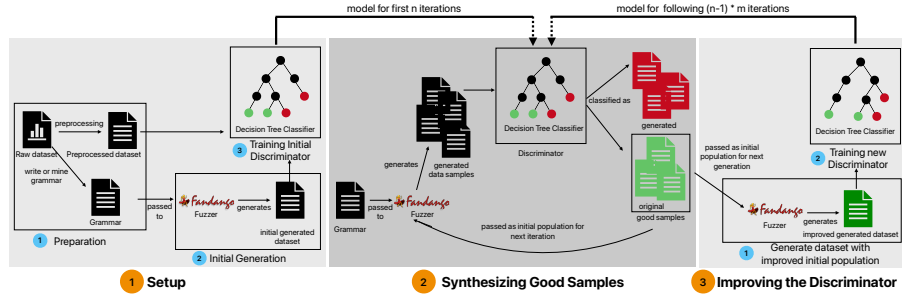 model for first n iterations
model for following (n-1) * m iterations
preprocessing
Raw dataset
Preprocessed dataset
write or mine
grammar
Grammar
1 Preparation
Decision Tree Classifier
3 Training Initial
Discriminator
passed
to
Fandango
Fuzzer
generates
initial generated
dataset
2 Initial Generation
1 Setup
Grammar
passed
to
Fandango
Fuzzer
generates
generated
data samples
Decision Tree Classifier
Discriminator
classified as
generated
original
good samples
passed as initial population for
next iteration
2 Synthesizing Good Samples
passed as initial
population for next
generation
Decision Tree Classifier
2 Training new
Discriminator
Fandango
Fuzzer
generates
improved generated dataset
1 Generate dataset with
improved initial population
3 Improving the Discriminator